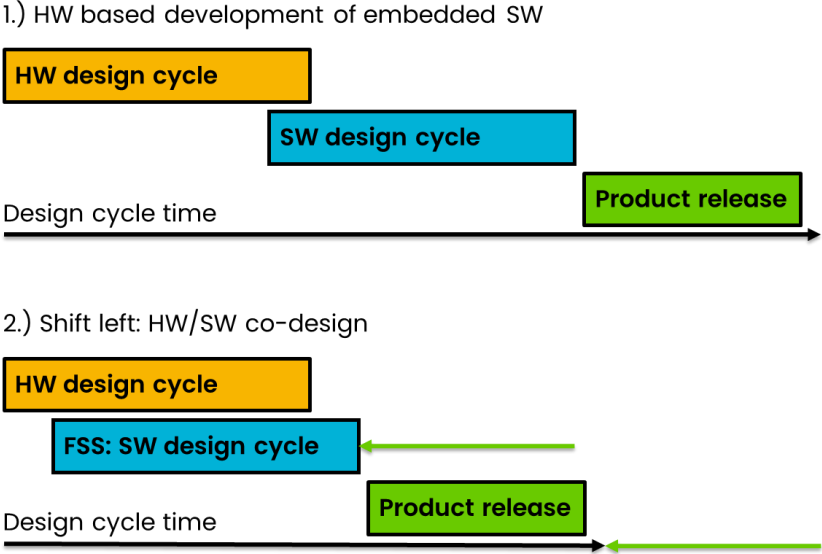 1.) HW based development of embedded SW
HW design cycle
SW design cycle
Product release
Design cycle time
2.) Shift left: HW/SW co-design
HW design cycle
FSS: SW design cycle
Product release
Design cycle time